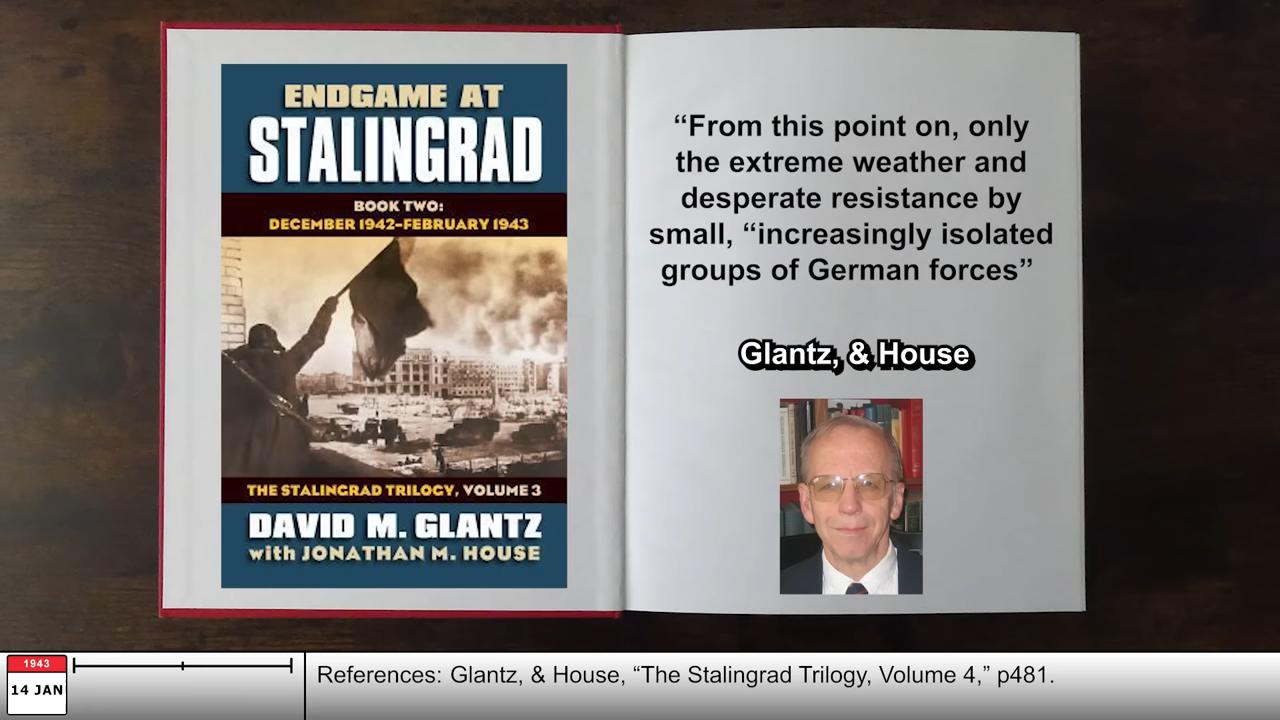 ENDGAME AT
STALINGRAD
BOOK TWO:
DECEMBER 1942–FEBRUARY 1943
THE STALINGRAD TRILOGY, VOLUME 3
DAVID M. GLANTZ
with JONATHAN M. HOUSE
“From this point on, only
the extreme weather and
desperate resistance by
small, “increasingly isolated
groups of German forces”
Glantz, & House
1943
14 JAN
References: Glantz, & House, “The Stalingrad Trilogy, Volume 4,” p481.